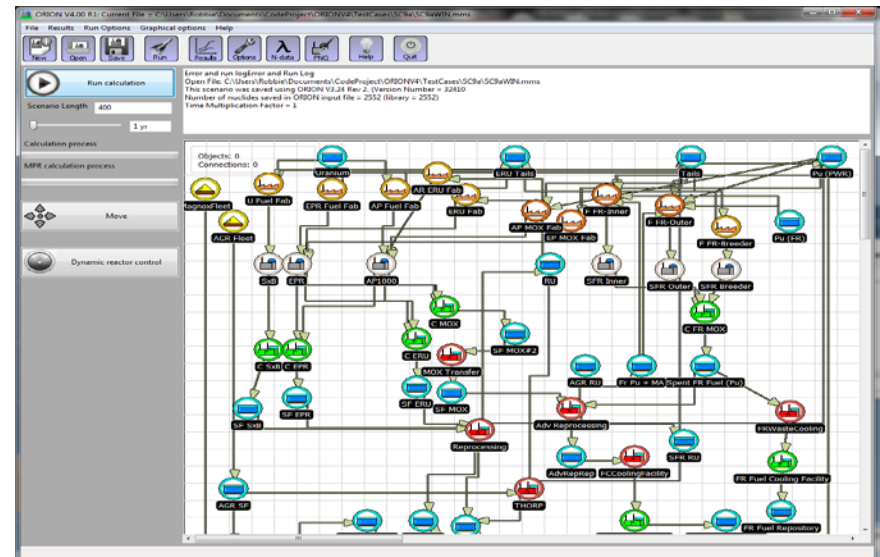 ORION V4.00 R1: Current File = C:\Users\Robbie\Documents\CodeProject\ORIONV4\TestCases\SC9a\SC9aWIN.mms
File Results Run Options Graphical options Help
New Open Save Run Results Options N-data PNG Help Quit
Run calculation
Scenario Length 400
1 yr
Calculation process
MPR calculation process
Move
Dynamic reactor control
Error and run logError and Run Log
Open File: C:\Users\Robbie\Documents\CodeProject\ORIONV4\TestCases\SC9a\SC9aWIN.mms
This scenario was saved using ORION V3.24 Rev 2. (Version Number = 32410
Number of nuclides saved in ORION input file = 2552 (library = 2552)
Time Multiplication Factor = 1
Objects: 0
Connections: 0
Uranium
ERU Tails
Tails
Pu (PWR)
MagnoxFleet
U Fuel Fab
EPR Fuel Fab
AP Fuel Fab
AR ERU Fab
ERU Fab
AP MOX Fab
EP MOX Fab
F FR-Inner
F FR-Outer
F FR-Breeder
Pu (FR)
AGR Fleet
SxB
EPR
AP1000
RU
SFR Inner
SFR Outer
SFR Breeder
C MOX
C FR MOX
C SxB
C EPR
C ERU
SF MOX#2
MOX Transfer
AGR RU
Fr Pu + MA
Spent FR Fuel (Pu)
SF SxB
SF EPR
SF ERU
SF MOX
Reprocessing
Adv Reprocessing
FRWasteCooling
SFR RU
AdvRepRep
FCCoolingFacility
FR Fuel Cooling Facility
AGR SF
THORP
FR Fuel Repository